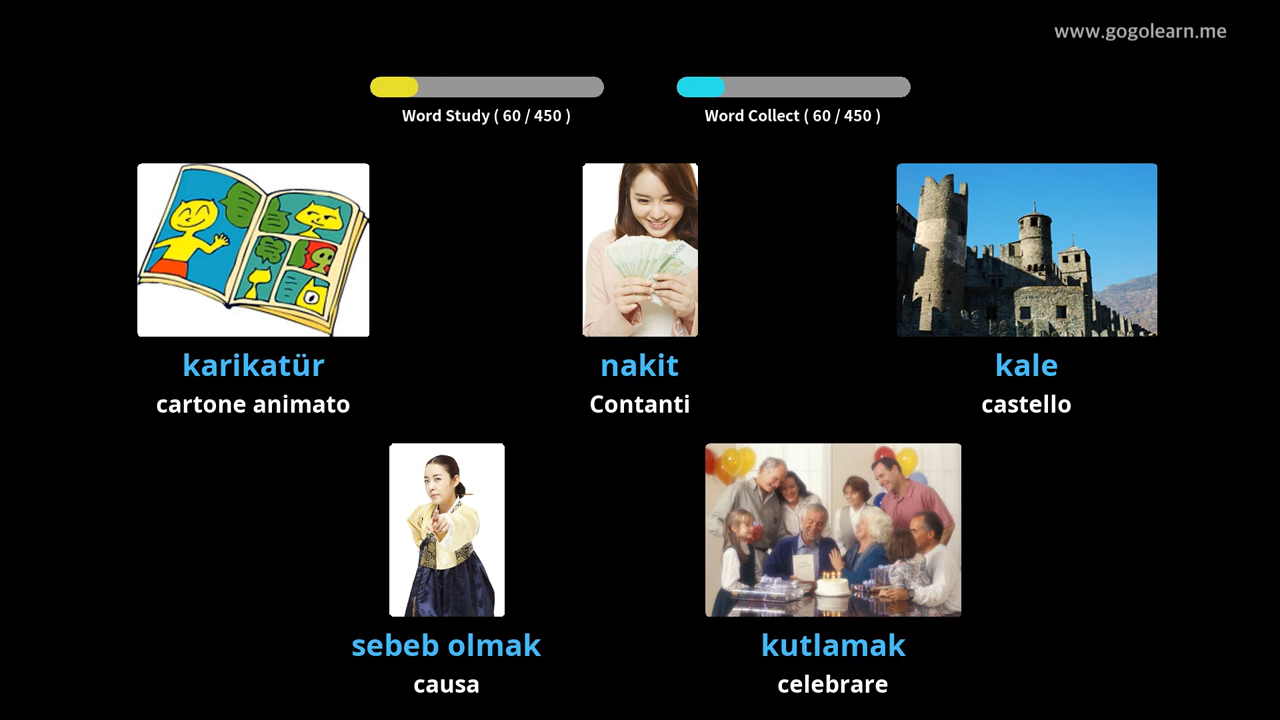 www.gogolearn.me
Word Study ( 60 / 450 )
Word Collect ( 60 / 450 )
karikatür
cartone animato
nakit
Contanti
kale
castello
sebeb olmak
causa
kutlamak
celebrare